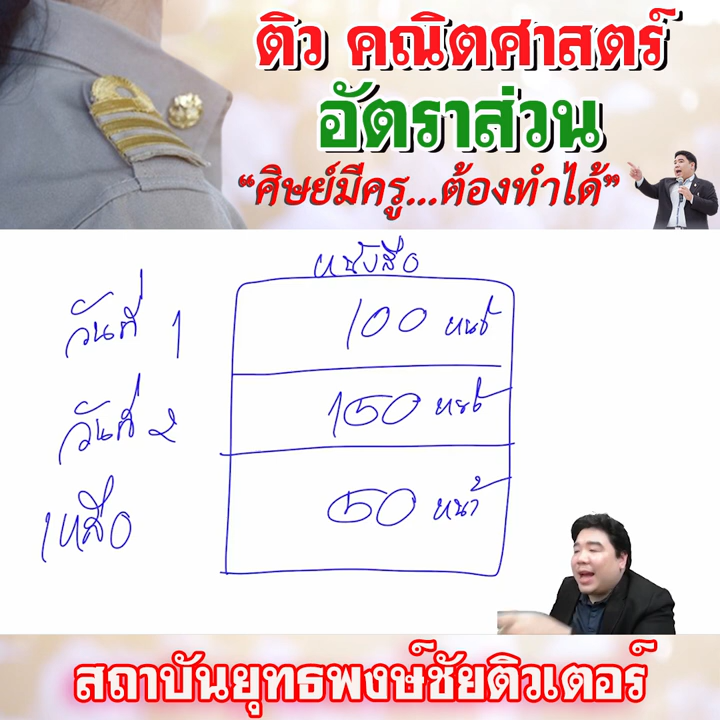 ติว คณิตศาสตร์
อัตราส่วน
“ศิษย์มีครู...ต้องทำได้”
หนังสือ
วันที่ 1 100 หน้า
วันที่ 2 150 หน้า
เหลือ 50 หน้า
สถาบันยุทธพงษ์ชัยติวเตอร์